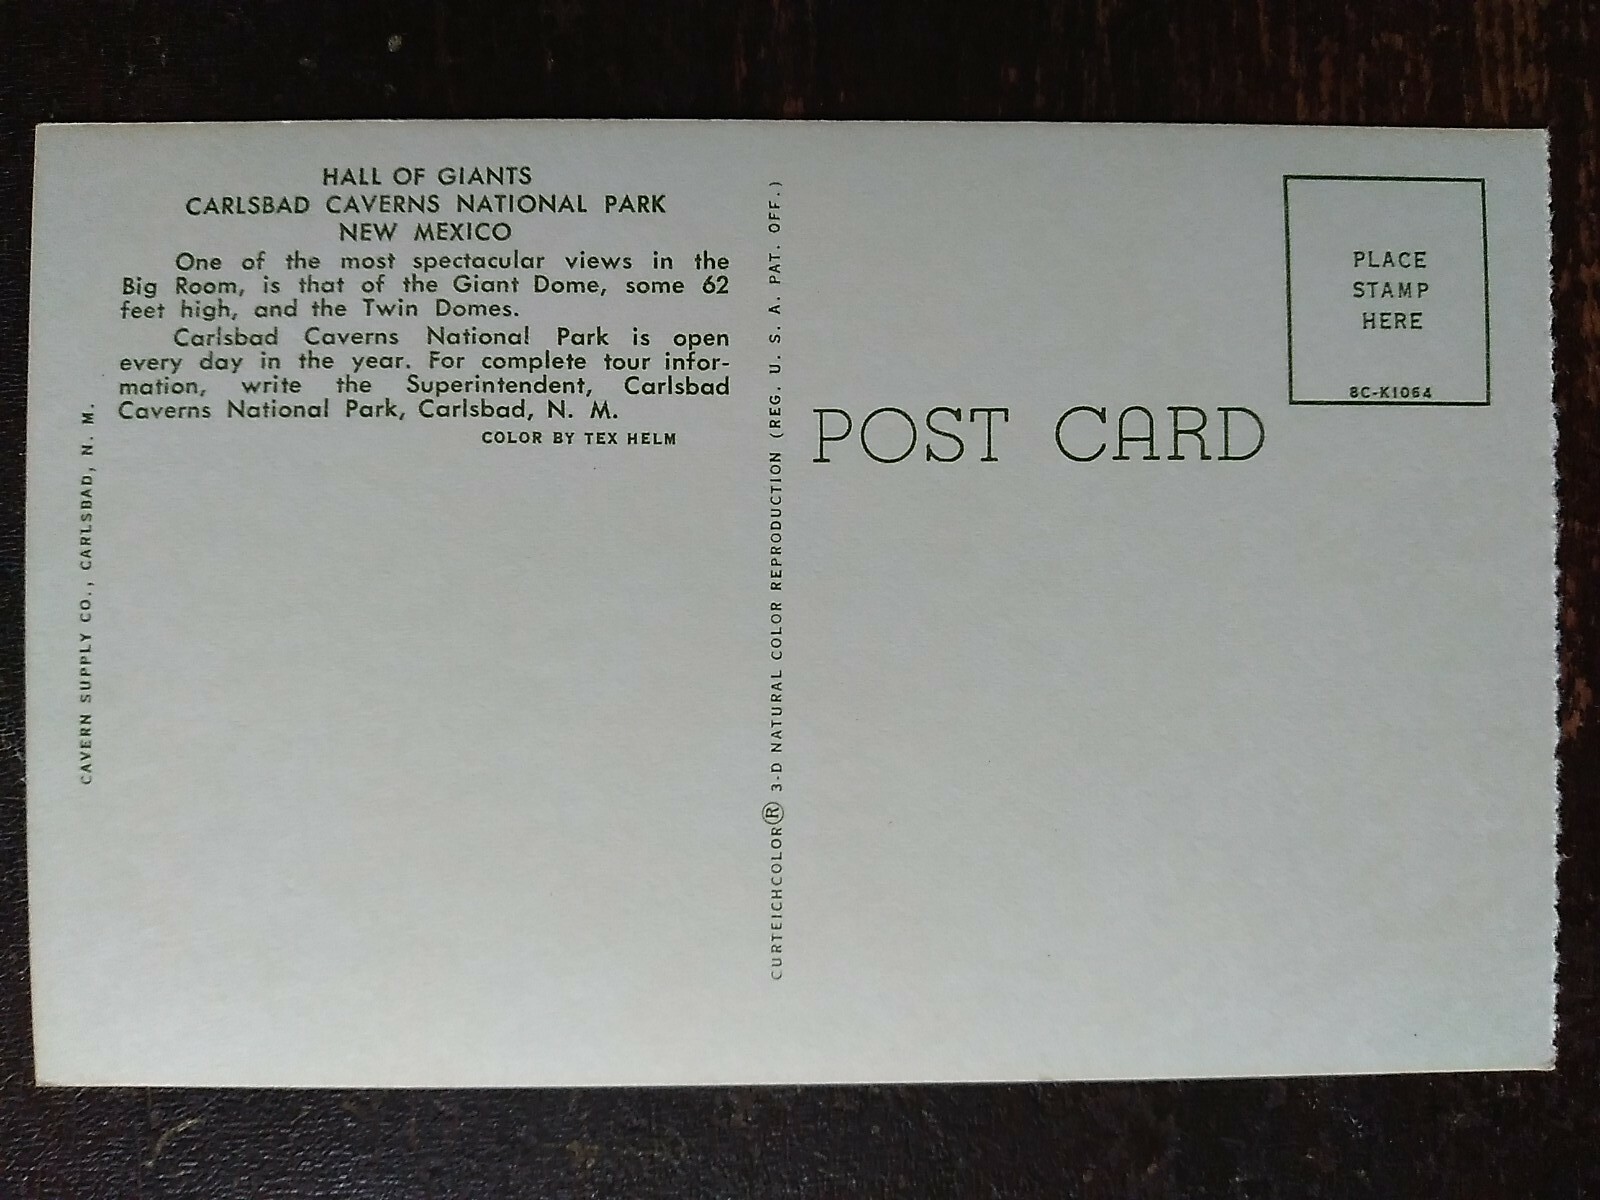 HALL OF GIANTS
CARLSBAD CAVERNS NATIONAL PARK
NEW MEXICO
One of the most spectacular views in the
Big Room, is that of the Giant Dome, some 62
feet high, and the Twin Domes.
Carlsbad Caverns National Park is open
every day in the year. For complete tour infor-
mation, write the Superintendent, Carlsbad
Caverns National Park, Carlsbad, N. M.
COLOR BY TEX HELM
CAVERN SUPPLY CO., CARLSBAD, N. M.
CURTEICHCOLOR® 3-D NATURAL COLOR REPRODUCTION (REG. U. S. A. PAT. OFF.)
POST CARD
PLACE
STAMP
HERE
8C-K1064